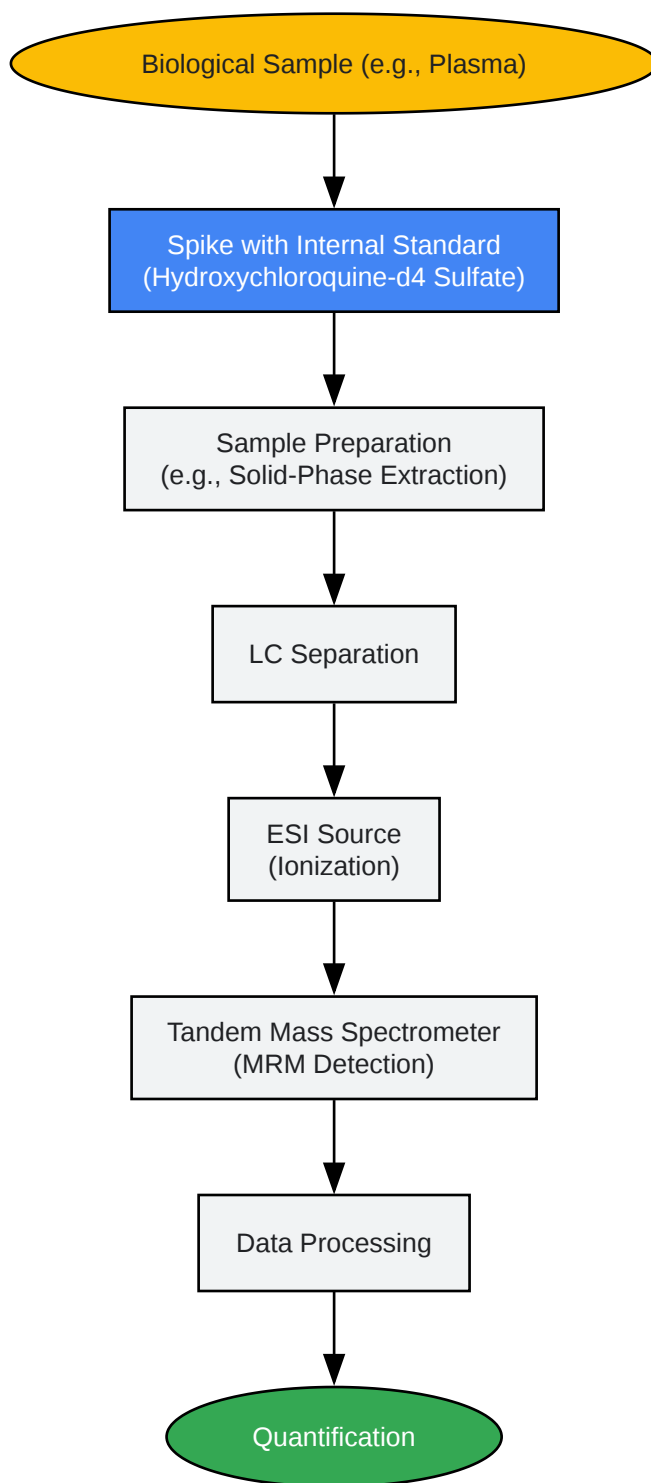 Biological Sample (e.g., Plasma)
Spike with Internal Standard
(Hydroxychloroquine-d4 Sulfate)
Sample Preparation
(e.g., Solid-Phase Extraction)
LC Separation
ESI Source
(Ionization)
Tandem Mass Spectrometer
(MRM Detection)
Data Processing
Quantification